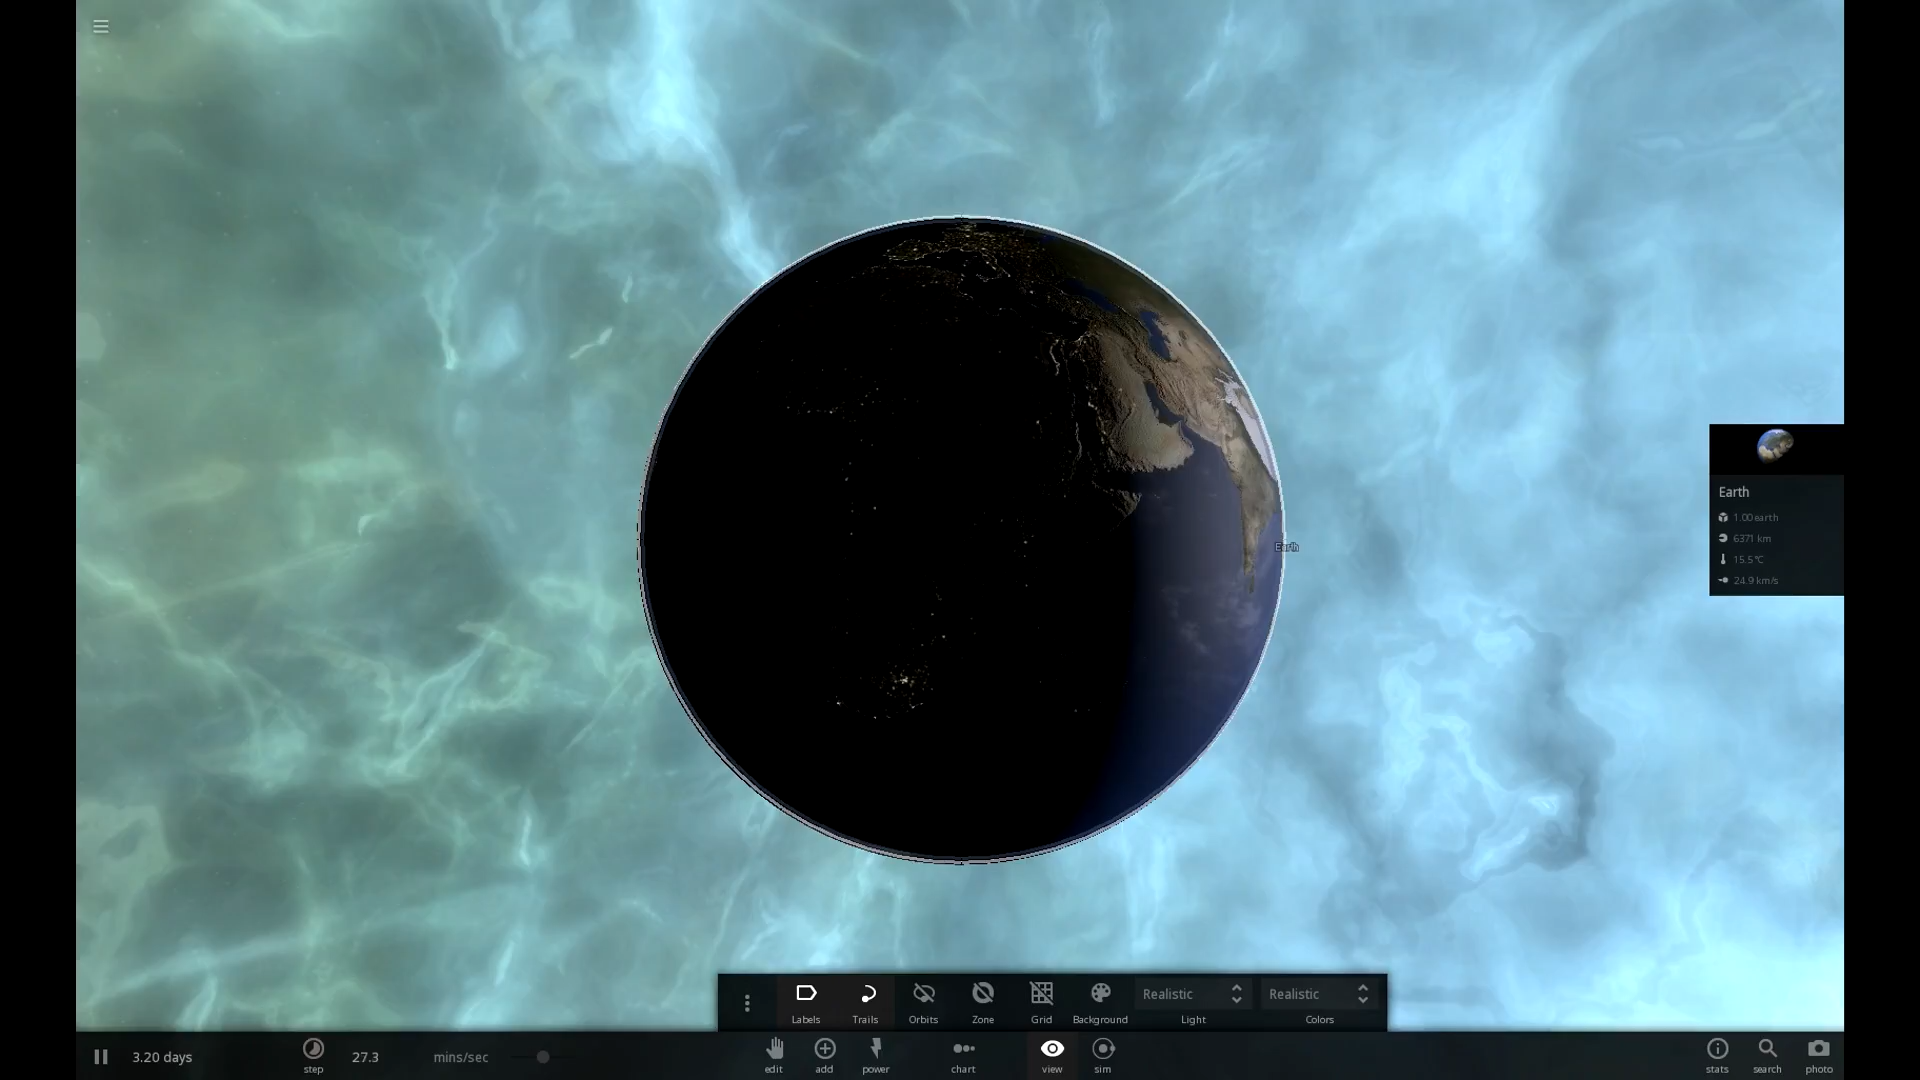 Earth
Earth
1.00 earth
6371 km
15.5℃
24.9 km/s
Labels
Trails
Orbits
Zone
Grid
Background
Realistic
Light
Realistic
Colors
3.20 days
step
27.3
mins/sec
edit
add
power
chart
view
sim
stats
search
photo